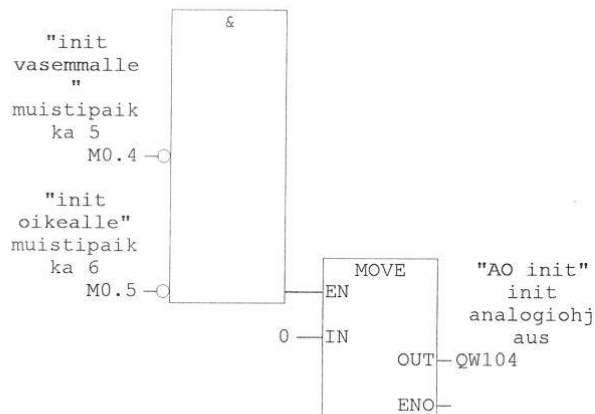 &
"init
vasemmalle
"
muistipaik
ka 5
M0.4
"init
oikealle"
muistipaik
ka 6
M0.5
MOVE
EN
0 IN
OUT QW104
ENO
"AO init"
init
analogiohj
aus